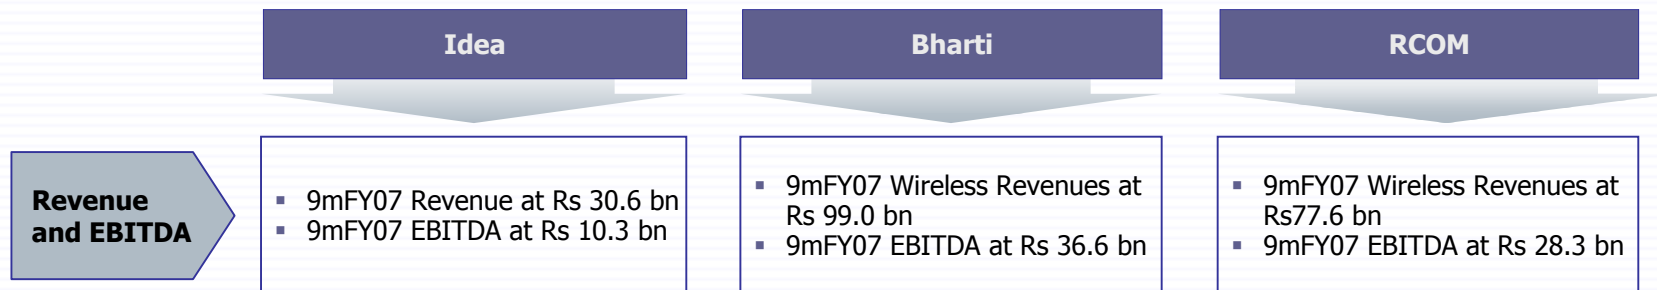 Idea
Bharti
RCOM
Revenue
and EBITDA
▪ 9mFY07 Revenue at Rs 30.6 bn
▪ 9mFY07 EBITDA at Rs 10.3 bn
▪ 9mFY07 Wireless Revenues at
Rs 99.0 bn
▪ 9mFY07 EBITDA at Rs 36.6 bn
▪ 9mFY07 Wireless Revenues at
Rs77.6 bn
▪ 9mFY07 EBITDA at Rs 28.3 bn